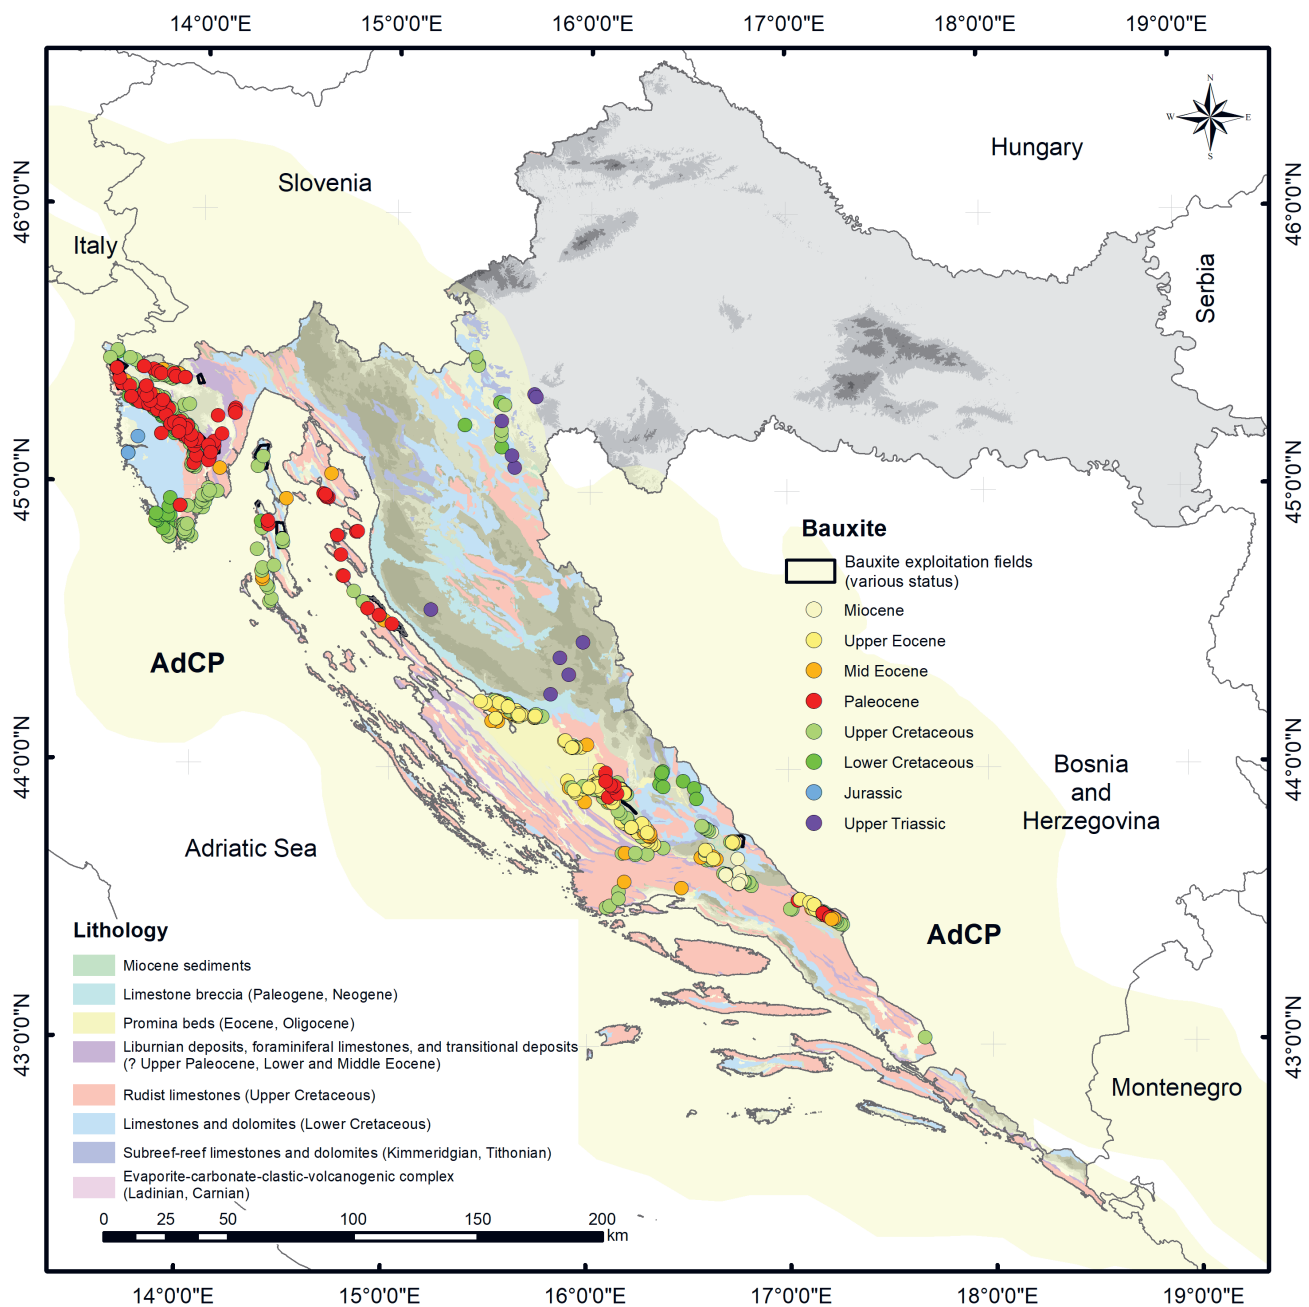 14°0'0"E
15°0'0"E
16°0'0"E
17°0'0"E
18°0'0"E
19°0'0"E
N
W
E
S
Hungary
Slovenia
46°0'0"N
46°0'0"N
Italy
Serbia
45°0'0"N
45°0'0"N
Bauxite
Bauxite exploitation fields
(various status)
Miocene
Upper Eocene
Mid Eocene
Paleocene
Upper Cretaceous
Lower Cretaceous
Jurassic
Upper Triassic
AdCP
44°0'0"N
44°0'0"N
Bosnia
and
Herzegovina
Adriatic Sea
AdCP
Lithology
Miocene sediments
Limestone breccia (Paleogene, Neogene)
Promina beds (Eocene, Oligocene)
Liburnian deposits, foraminiferal limestones, and transitional deposits
(? Upper Paleocene, Lower and Middle Eocene)
Rudist limestones (Upper Cretaceous)
Limestones and dolomites (Lower Cretaceous)
Subreef-reef limestones and dolomites (Kimmeridgian, Tithonian)
Evaporite-carbonate-clastic-volcanogenic complex
(Ladinian, Carnian)
43°0'0"N
43°0'0"N
Montenegro
0 25 50 100 150 200
km
14°0'0"E
15°0'0"E
16°0'0"E
17°0'0"E
18°0'0"E
19°0'0"E